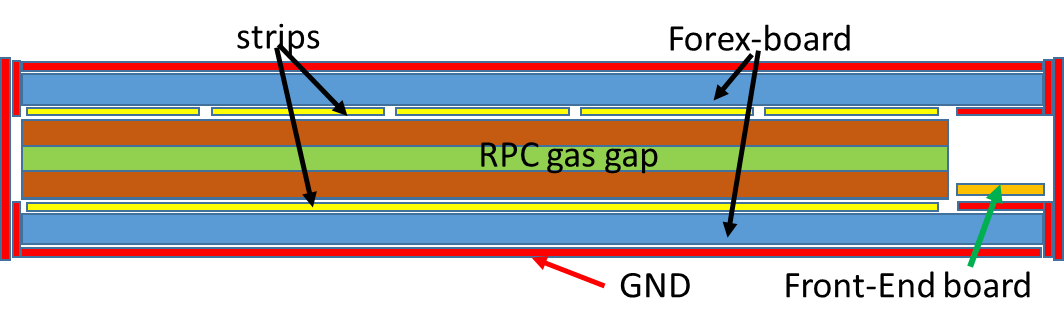 strips
Forex-board
RPC gas gap
GND
Front-End board